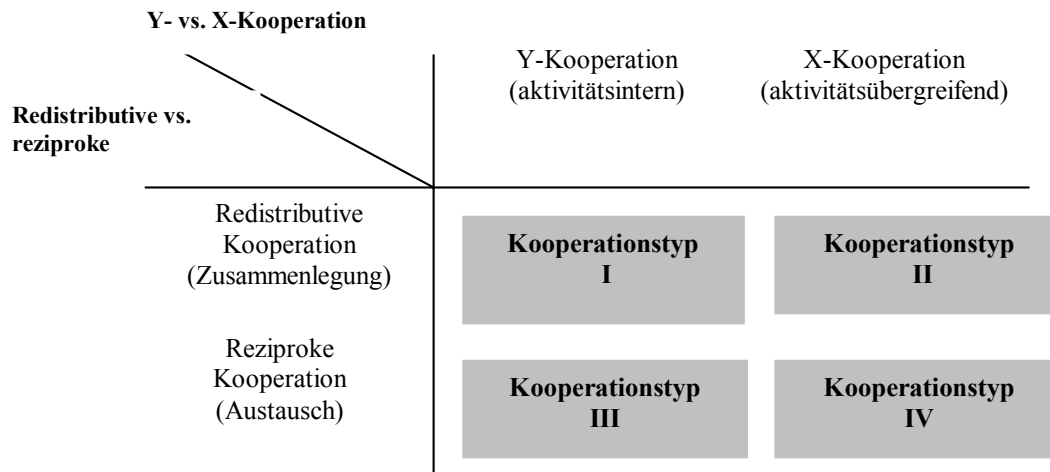 Y- vs. X-Kooperation
Y-Kooperation
(aktivitätsintern)
X-Kooperation
(aktivitätsübergreifend)
Redistributive vs.
reziproke
Redistributive
Kooperation
(Zusammenlegung)
Kooperationstyp
I
Kooperationstyp
II
Reziproke
Kooperation
(Austausch)
Kooperationstyp
III
Kooperationstyp
IV